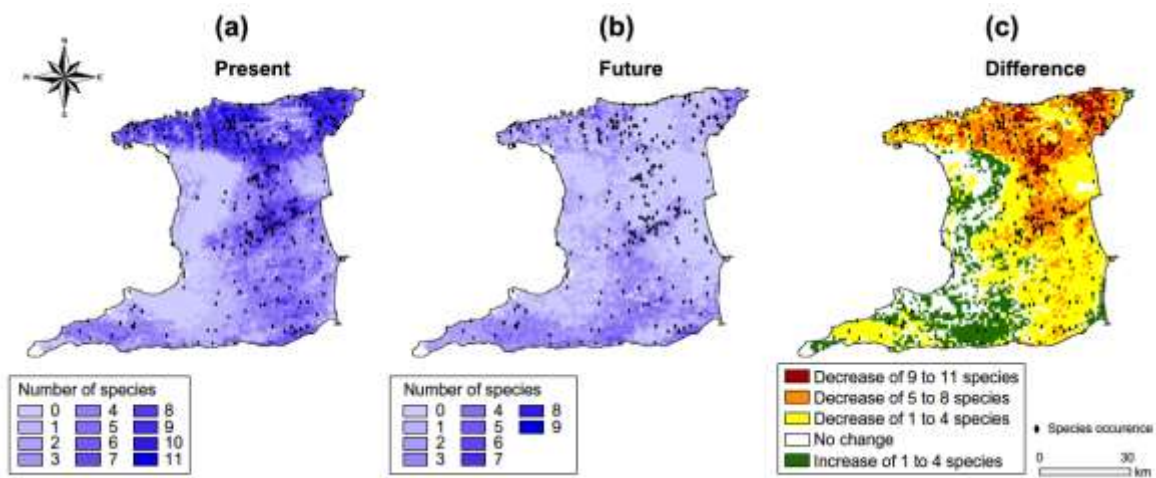 (a)
(b)
(c)
Present
Future
Difference
N
W E
S
Number of species
0 4 8
1 5 9
2 6 10
3 7 11
Number of species
0 4 8
1 5 9
2 6
3 7
Decrease of 9 to 11 species
Decrease of 5 to 8 species
Decrease of 1 to 4 species
No change
Increase of 1 to 4 species
Species occurence
0 30
km